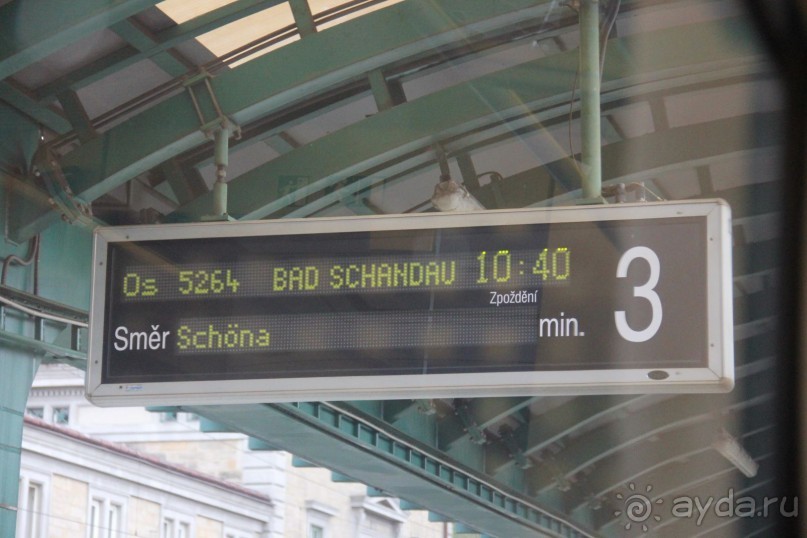 Os 5264 BAD SCHANDAU 10:40
Zpoždění
Směr Schöna min. 3
ayda.ru